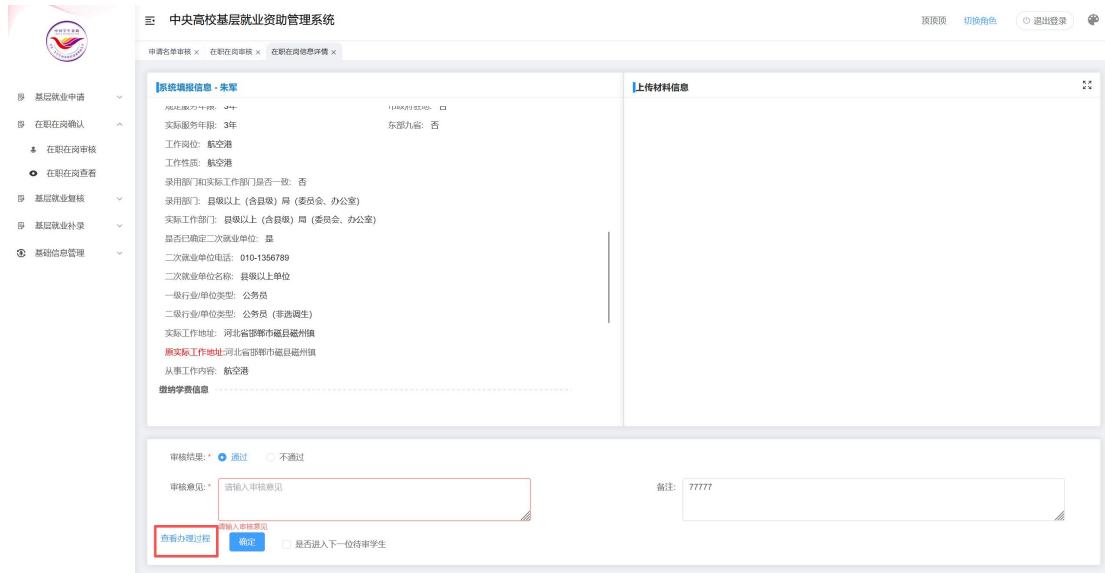 中央高校基层就业资助管理系统
顶顶顶 切换角色 退出登录
申请名单审核 × 在职在岗审核 × 在职在岗信息详情 ×
基层就业申请
在职在岗确认
在职在岗审核
在职在岗查看
基层就业复核
基层就业补录
基础信息管理
系统填报信息 - 朱军
规定服务年限: 3年 市政府驻地: 否
实际服务年限: 3年 东部九省: 否
工作岗位: 航空港
工作性质: 航空港
录用部门和实际工作部门是否一致: 否
录用部门: 县级以上（含县级）局（委员会、办公室）
实际工作部门: 县级以上（含县级）局（委员会、办公室）
是否已确定二次就业单位: 是
二次就业单位电话: 010-1356789
二次就业单位名称: 县级以上单位
一级行业/单位类型: 公务员
二级行业/单位类型: 公务员（非选调生）
实际工作地址: 河北省邯郸市磁县磁州镇
原实际工作地址:河北省邯郸市磁县磁州镇
从事工作内容: 航空港
缴纳学费信息
上传材料信息
审核结果: * 通过 不通过
审核意见: * 请输入审核意见
备注: 77777
请输入审核意见
查看办理过程 确定 是否进入下一位待审学生